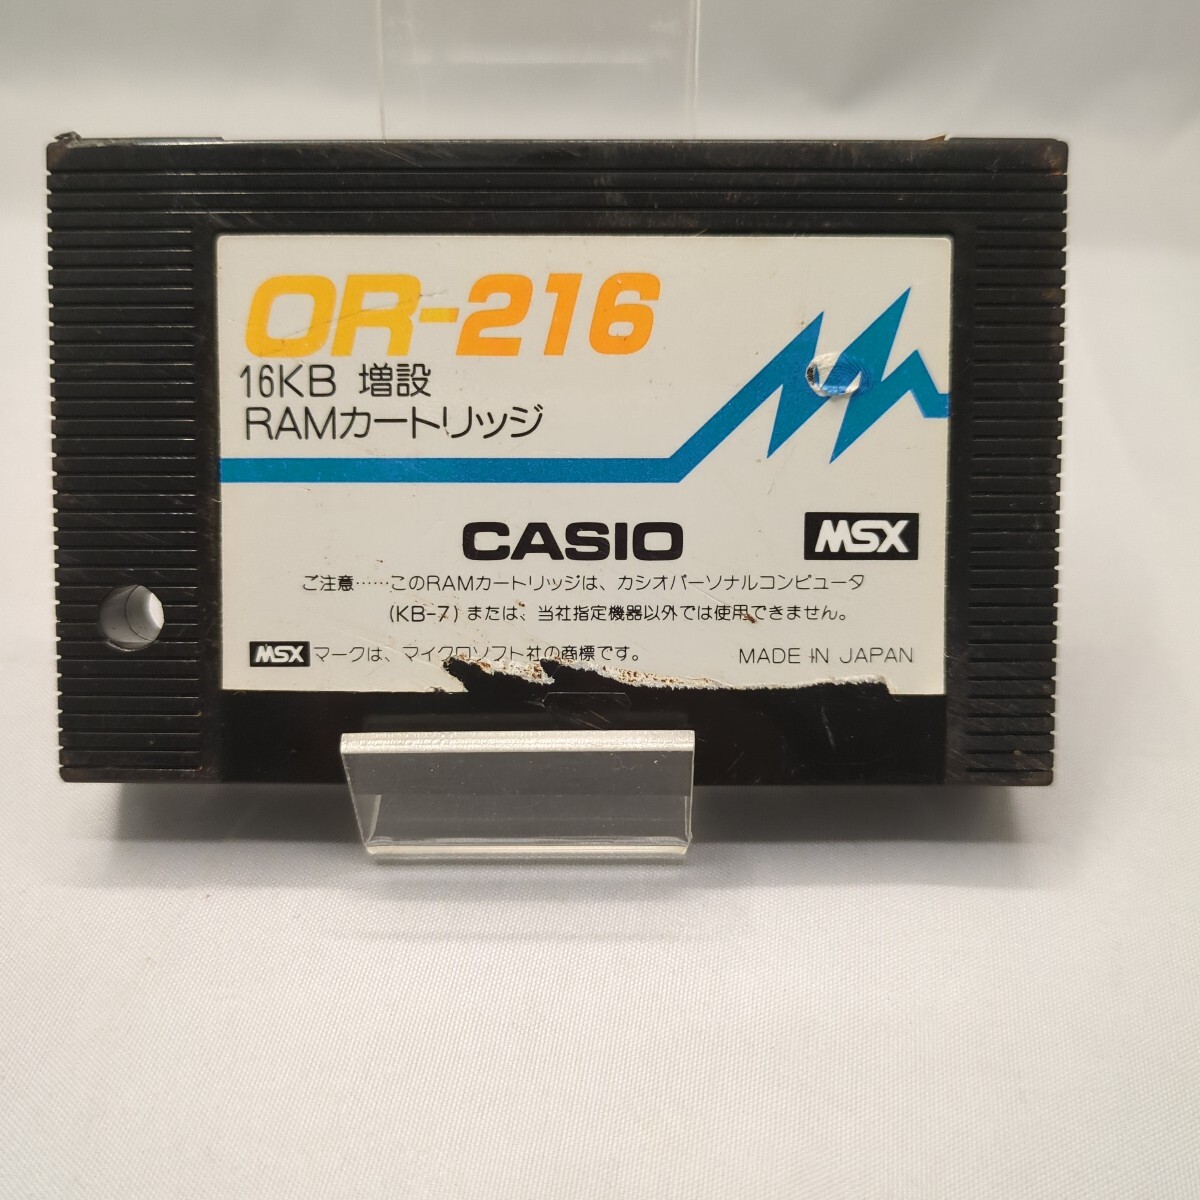 OR-216
16KB 増設
RAMカートリッジ
CASIO
MSX
ご注意……このRAMカートリッジは、カシオパーソナルコンピュータ
(KB-7) または、当社指定機器以外では使用できません。
MSX マークは、マイクロソフト社の商標です。
MADE IN JAPAN